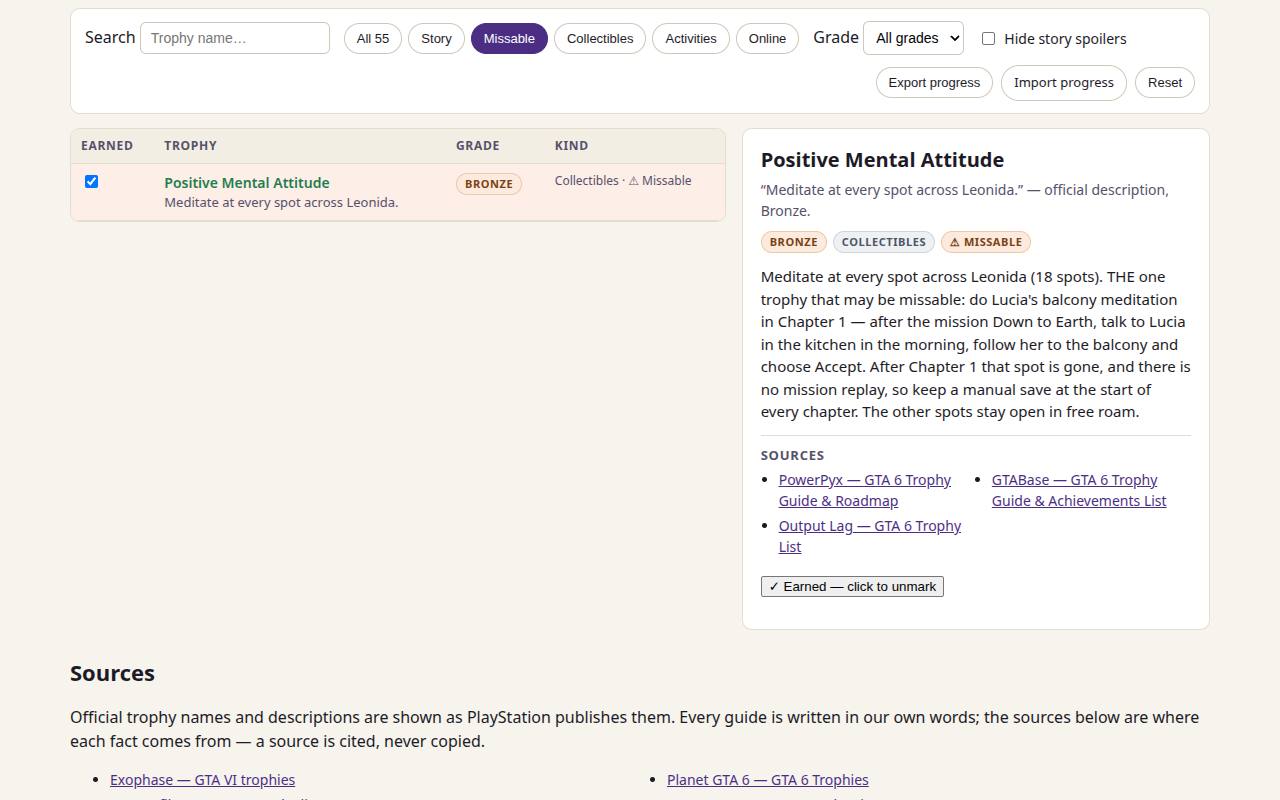 Search Trophy name… All 55 Story Missable Collectibles Activities Online Grade All grades Hide story spoilers
Export progress Import progress Reset
EARNED TROPHY GRADE KIND
Positive Mental Attitude BRONZE Collectibles · ⚠ Missable
Meditate at every spot across Leonida.
Positive Mental Attitude
“Meditate at every spot across Leonida.” — official description,
Bronze.
BRONZE COLLECTIBLES ⚠ MISSABLE
Meditate at every spot across Leonida (18 spots). THE one
trophy that may be missable: do Lucia's balcony meditation
in Chapter 1 — after the mission Down to Earth, talk to Lucia
in the kitchen in the morning, follow her to the balcony and
choose Accept. After Chapter 1 that spot is gone, and there is
no mission replay, so keep a manual save at the start of
every chapter. The other spots stay open in free roam.
SOURCES
• PowerPyx — GTA 6 Trophy
Guide & Roadmap
• GTABase — GTA 6 Trophy
Guide & Achievements List
• Output Lag — GTA 6 Trophy
List
✓ Earned — click to unmark
Sources
Official trophy names and descriptions are shown as PlayStation publishes them. Every guide is written in our own words; the sources below are where
each fact comes from — a source is cited, never copied.
• Exophase — GTA VI trophies
• Planet GTA 6 — GTA 6 Trophies